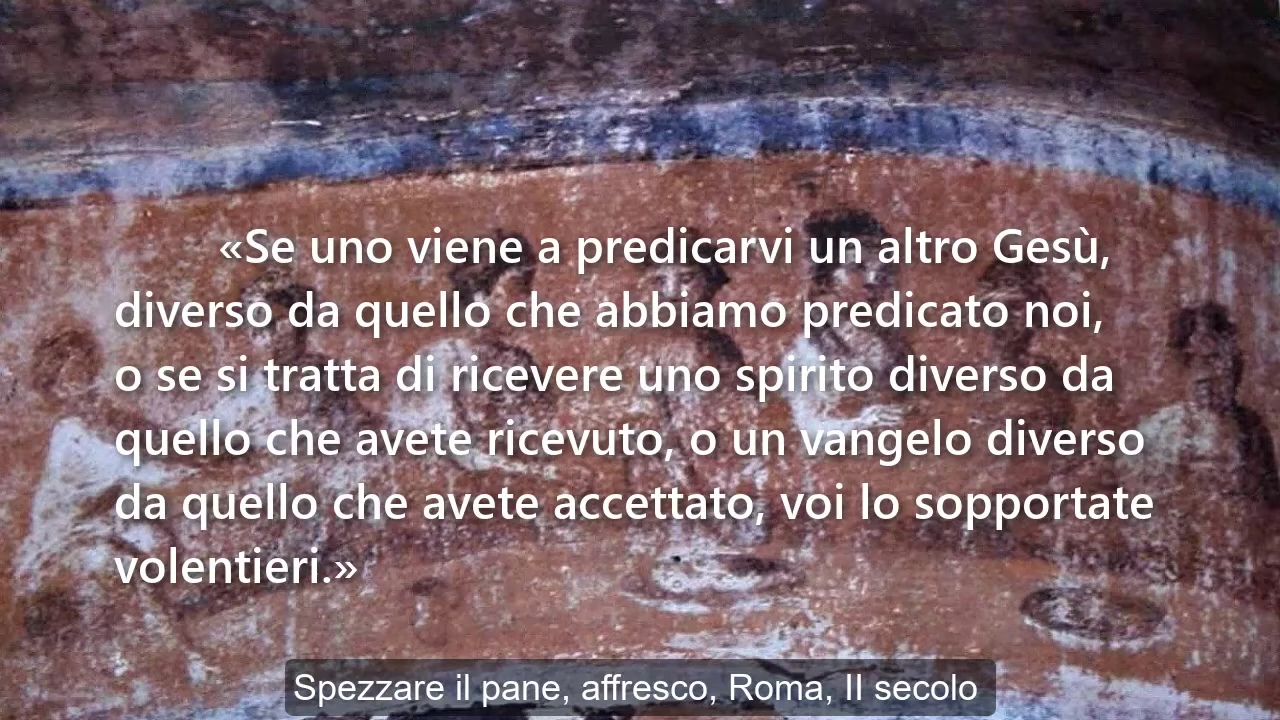 «Se uno viene a predicarvi un altro Gesù,
diverso da quello che abbiamo predicato noi,
o se si tratta di ricevere uno spirito diverso da
quello che avete ricevuto, o un vangelo diverso
da quello che avete accettato, voi lo sopportate
volentieri.»
Spezzare il pane, affresco, Roma, II secolo